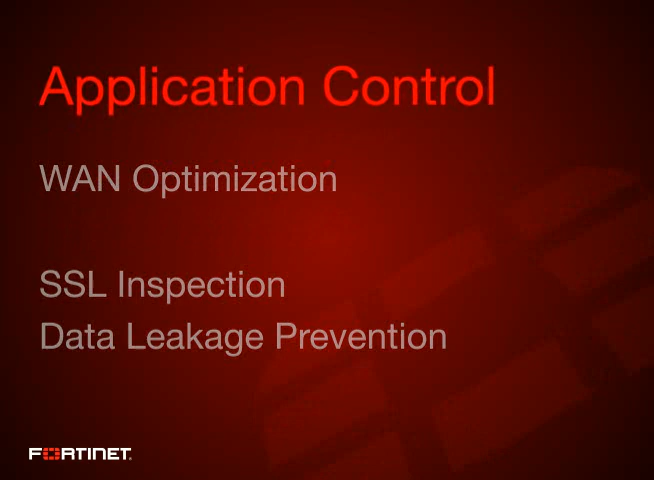 Application Control
WAN Optimization
SSL Inspection
Data Leakage Prevention
FORTINET.